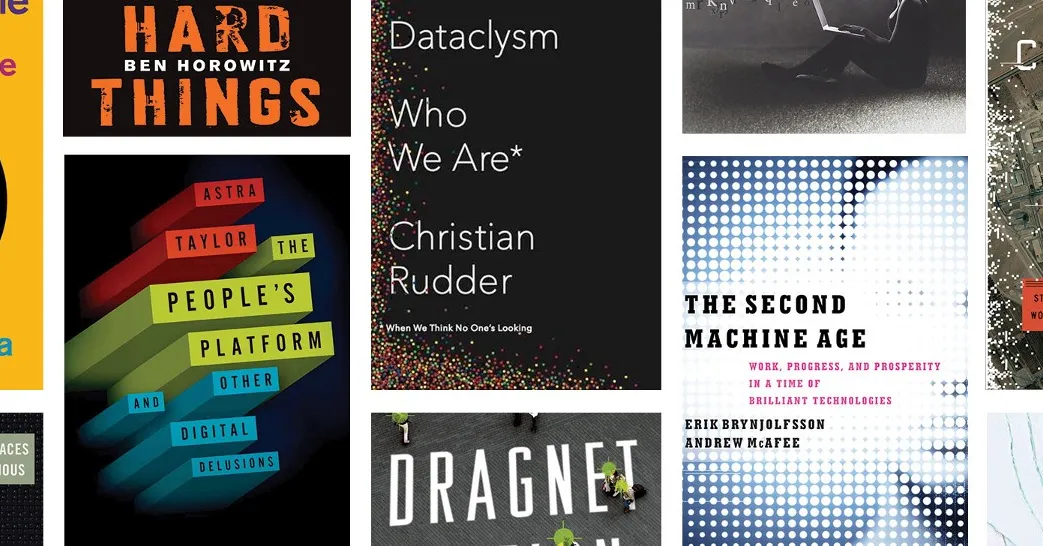 HARD
BEN HOROWITZ
THINGS
ASTRA
TAYLOR
THE
PEOPLE'S
PLATFORM
AND
OTHER
DIGITAL
DELUSIONS
Dataclysm
Who
We Are*
Christian
Rudder
*When We Think No One's Looking
DRAGNET
THE SECOND
MACHINE AGE
WORK, PROGRESS, AND PROSPERITY
IN A TIME OF
BRILLIANT TECHNOLOGIES
ERIK BRYNJOLFSSON
ANDREW McAFEE